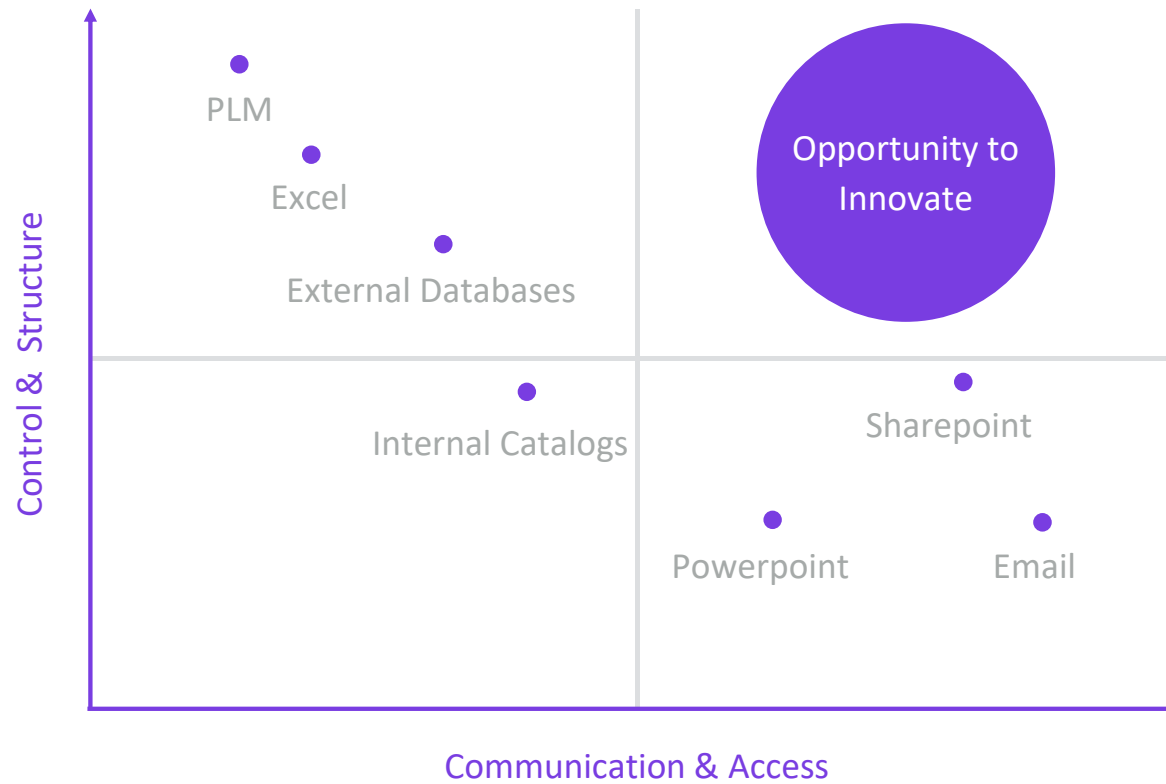 PLM
Opportunity to
Innovate
Excel
External Databases
Control & Structure
Sharepoint
Internal Catalogs
Powerpoint
Email
Communication & Access